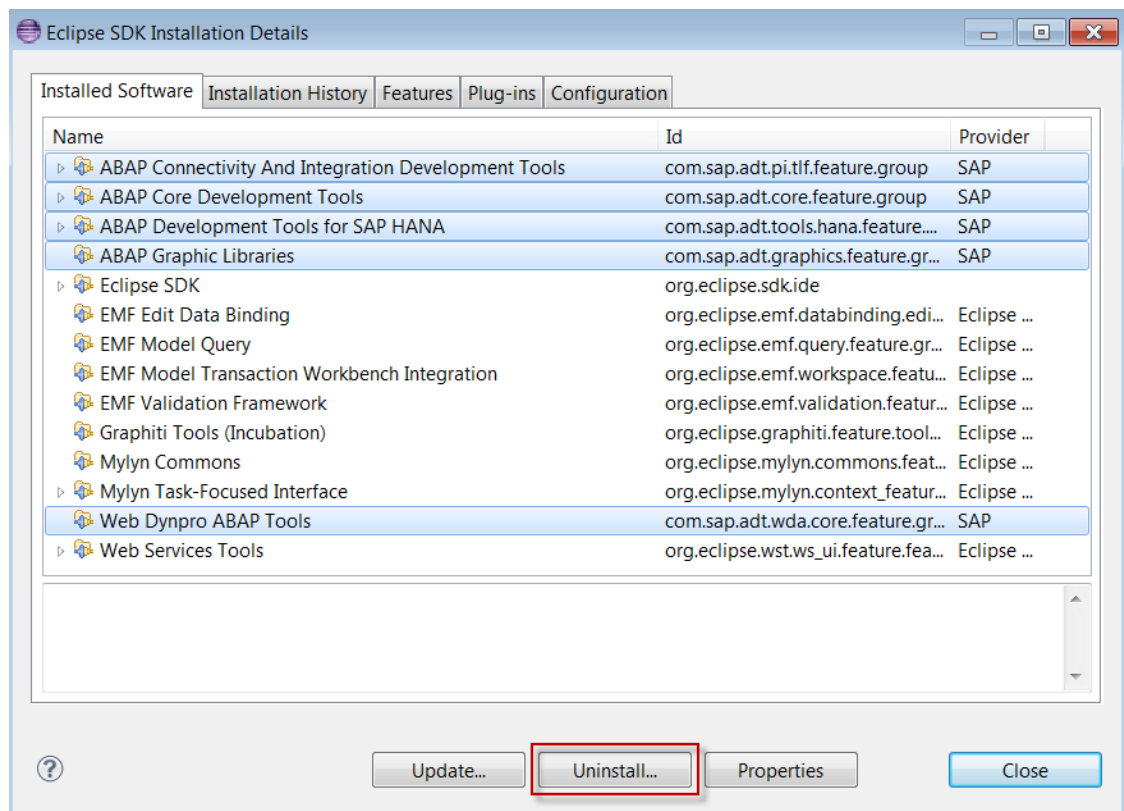 Eclipse SDK Installation Details
Installed Software Installation History Features Plug-ins Configuration
Name Id Provider
ABAP Connectivity And Integration Development Tools com.sap.adt.pi.tlf.feature.group SAP
ABAP Core Development Tools com.sap.adt.core.feature.group SAP
ABAP Development Tools for SAP HANA com.sap.adt.tools.hana.feature.... SAP
ABAP Graphic Libraries com.sap.adt.graphics.feature.gr... SAP
Eclipse SDK org.eclipse.sdk.ide
EMF Edit Data Binding org.eclipse.emf.databinding.edi... Eclipse ...
EMF Model Query org.eclipse.emf.query.feature.gr... Eclipse ...
EMF Model Transaction Workbench Integration org.eclipse.emf.workspace.featu... Eclipse ...
EMF Validation Framework org.eclipse.emf.validation.featur... Eclipse ...
Graphiti Tools (Incubation) org.eclipse.graphiti.feature.tool... Eclipse ...
Mylyn Commons org.eclipse.mylyn.commons.feat... Eclipse ...
Mylyn Task-Focused Interface org.eclipse.mylyn.context_featur... Eclipse ...
Web Dynpro ABAP Tools com.sap.adt.wda.core.feature.gr... SAP
Web Services Tools org.eclipse.wst.ws_ui.feature.fea... Eclipse ...
? Update... Uninstall... Properties Close